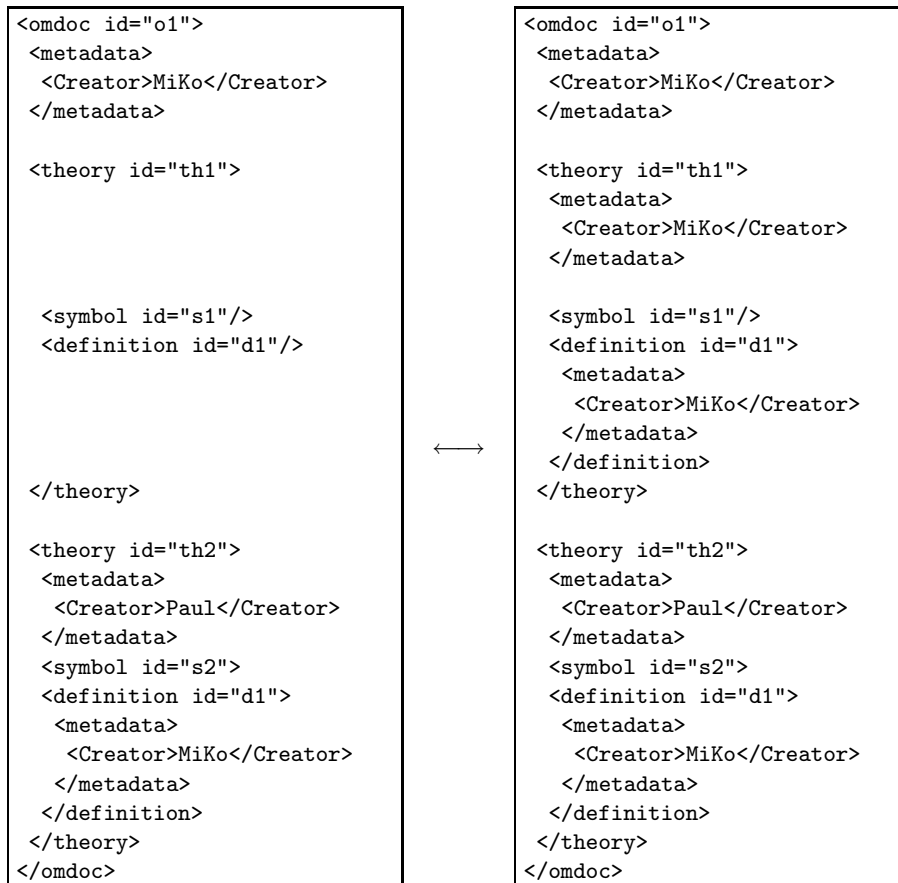 <omdoc id="o1">
<metadata>
<Creator>MiKo</Creator>
</metadata>
<theory id="th1">
<symbol id="s1"/>
<definition id="d1"/>
</theory>
<theory id="th2">
<metadata>
<Creator>Paul</Creator>
</metadata>
<symbol id="s2">
<definition id="d1">
<metadata>
<Creator>MiKo</Creator>
</metadata>
</definition>
</theory>
</omdoc>
⟷
<omdoc id="o1">
<metadata>
<Creator>MiKo</Creator>
</metadata>
<theory id="th1">
<metadata>
<Creator>MiKo</Creator>
</metadata>
<symbol id="s1"/>
<definition id="d1">
<metadata>
<Creator>MiKo</Creator>
</metadata>
</definition>
</theory>
<theory id="th2">
<metadata>
<Creator>Paul</Creator>
</metadata>
<symbol id="s2">
<definition id="d1">
<metadata>
<Creator>MiKo</Creator>
</metadata>
</definition>
</theory>
</omdoc>